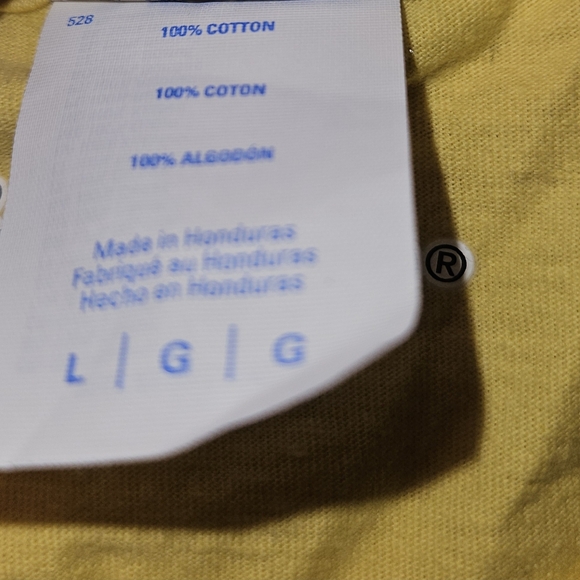 528
100% COTTON
100% COTON
100% ALGODÓN
Made in Honduras
Fabriqué au Honduras
Hecho en Honduras
L | G | G
®